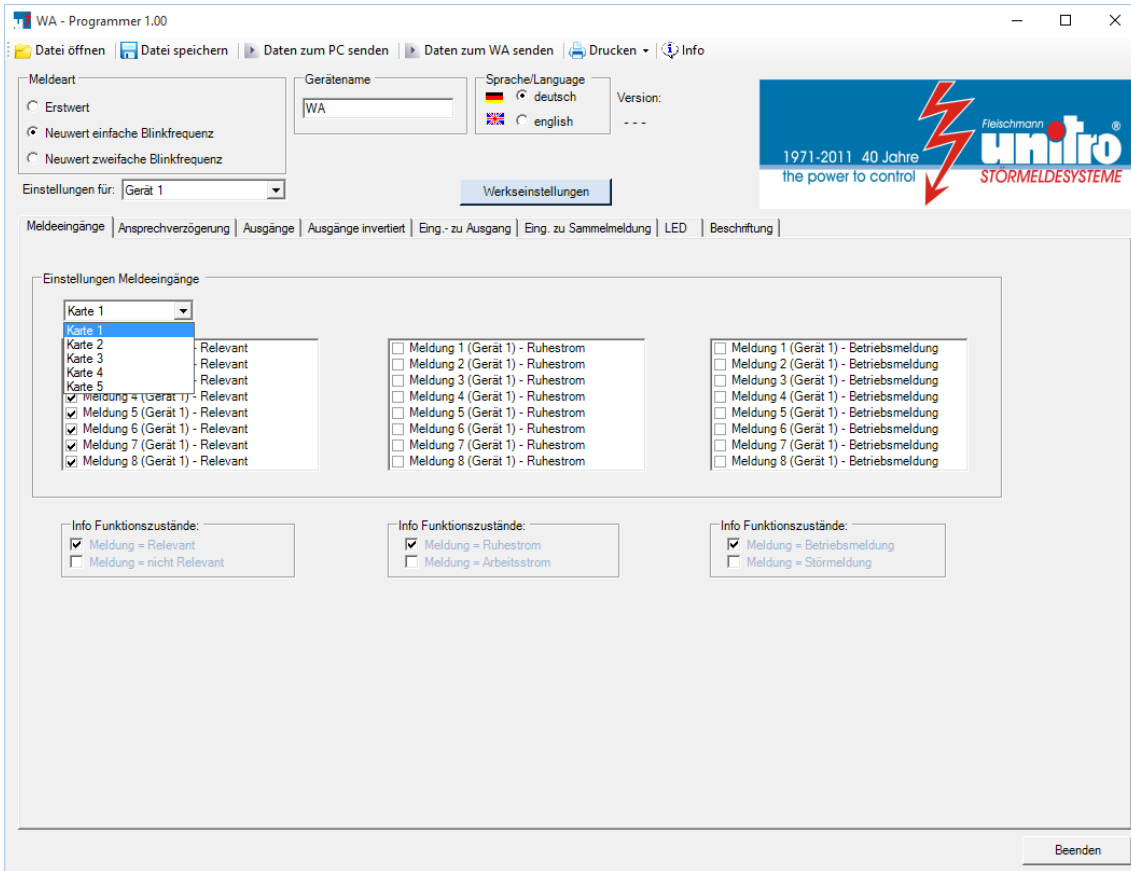 WA - Programmer 1.00
Datei öffnen Datei speichern Daten zum PC senden Daten zum WA senden Drucken Info
Meldeart
Erstwert
Neuwert einfache Blinkfrequenz
Neuwert zweifache Blinkfrequenz
Gerätename
WA
Sprache/Language
deutsch
english
Version:
- - -
Fleischmann
unitro ®
STÖRMELDESYSTEME
1971-2011 40 Jahre
the power to control
Einstellungen für: Gerät 1
Werkseinstellungen
Meldeeingänge Ansprechverzögerung Ausgänge Ausgänge invertiert Eing.- zu Ausgang Eing. zu Sammelmeldung LED Beschriftung
Einstellungen Meldeeingänge
Karte 1
Karte 1
Karte 2
Karte 3
Karte 4
Karte 5
- Relevant
- Relevant
- Relevant
Meldung 4 (Gerät 1) - Relevant
Meldung 5 (Gerät 1) - Relevant
Meldung 6 (Gerät 1) - Relevant
Meldung 7 (Gerät 1) - Relevant
Meldung 8 (Gerät 1) - Relevant
Meldung 1 (Gerät 1) - Ruhestrom
Meldung 2 (Gerät 1) - Ruhestrom
Meldung 3 (Gerät 1) - Ruhestrom
Meldung 4 (Gerät 1) - Ruhestrom
Meldung 5 (Gerät 1) - Ruhestrom
Meldung 6 (Gerät 1) - Ruhestrom
Meldung 7 (Gerät 1) - Ruhestrom
Meldung 8 (Gerät 1) - Ruhestrom
Meldung 1 (Gerät 1) - Betriebsmeldung
Meldung 2 (Gerät 1) - Betriebsmeldung
Meldung 3 (Gerät 1) - Betriebsmeldung
Meldung 4 (Gerät 1) - Betriebsmeldung
Meldung 5 (Gerät 1) - Betriebsmeldung
Meldung 6 (Gerät 1) - Betriebsmeldung
Meldung 7 (Gerät 1) - Betriebsmeldung
Meldung 8 (Gerät 1) - Betriebsmeldung
Info Funktionszustände:
Meldung = Relevant
Meldung = nicht Relevant
Info Funktionszustände:
Meldung = Ruhestrom
Meldung = Arbeitsstrom
Info Funktionszustände:
Meldung = Betriebsmeldung
Meldung = Störmeldung
Beenden